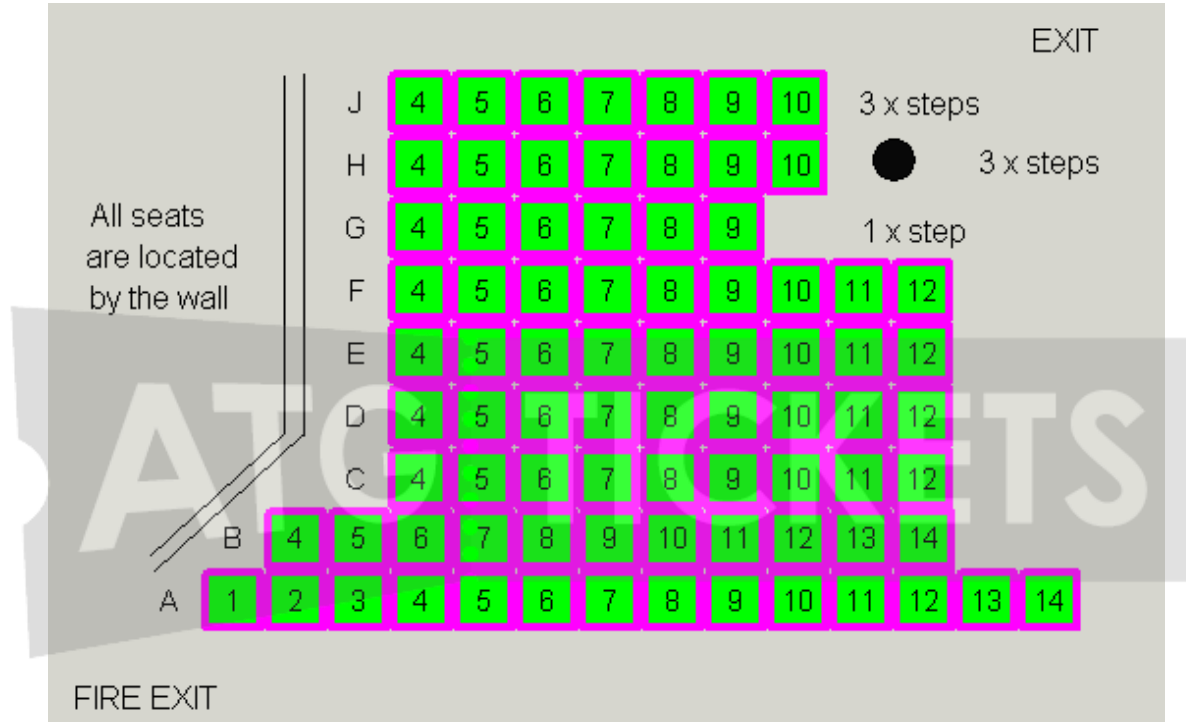 EXIT
J 4 5 6 7 8 9 10 3 x steps
H 4 5 6 7 8 9 10 3 x steps
All seats
are located
by the wall
G 4 5 6 7 8 9 1 x step
F 4 5 6 7 8 9 10 11 12
E 4 5 6 7 8 9 10 11 12
D 4 5 6 7 8 9 10 11 12
C 4 5 6 7 8 9 10 11 12
B 4 5 6 7 8 9 10 11 12 13 14
A 1 2 3 4 5 6 7 8 9 10 11 12 13 14
ATG TICKETS
FIRE EXIT